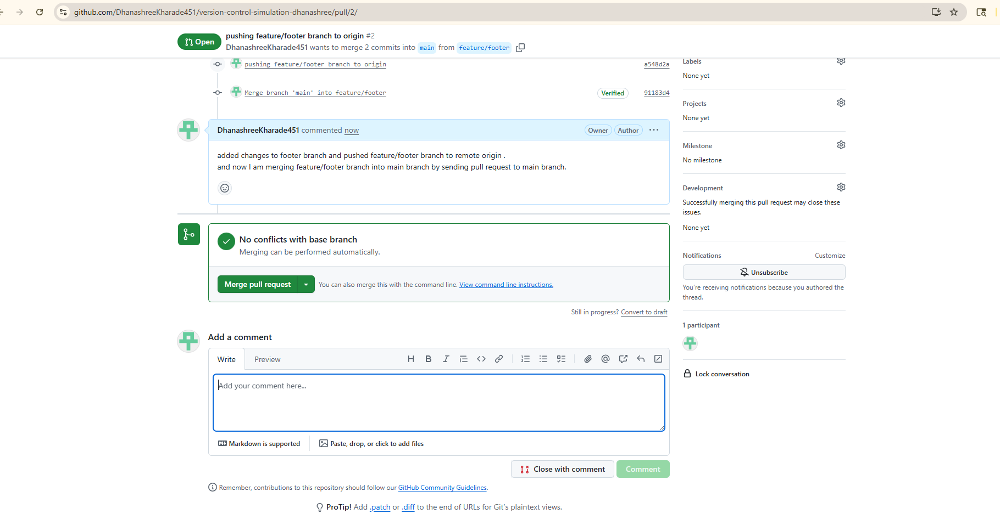 github.com/DhanashreeKharade451/version-control-simulation-dhanashree/pull/2/
Open
pushing feature/footer branch to origin #2
DhanashreeKharade451 wants to merge 2 commits into main from feature/footer
pushing feature/footer branch to origin a548d2a
Merge branch 'main' into feature/footer Verified 91183d4
DhanashreeKharade451 commented now Owner Author
added changes to footer branch and pushed feature/footer branch to remote origin .
and now I am merging feature/footer branch into main branch by sending pull request to main branch.
No conflicts with base branch
Merging can be performed automatically.
Merge pull request You can also merge this with the command line. View command line instructions.
Still in progress? Convert to draft
Add a comment
Write Preview
Add your comment here...
Markdown is supported Paste, drop, or click to add files
Close with comment Comment
Remember, contributions to this repository should follow our GitHub Community Guidelines.
ProTip! Add .patch or .diff to the end of URLs for Git's plaintext views.
Labels
None yet
Projects
None yet
Milestone
No milestone
Development
Successfully merging this pull request may close these
issues.
None yet
Notifications Customize
Unsubscribe
You're receiving notifications because you authored the
thread.
1 participant
Lock conversation